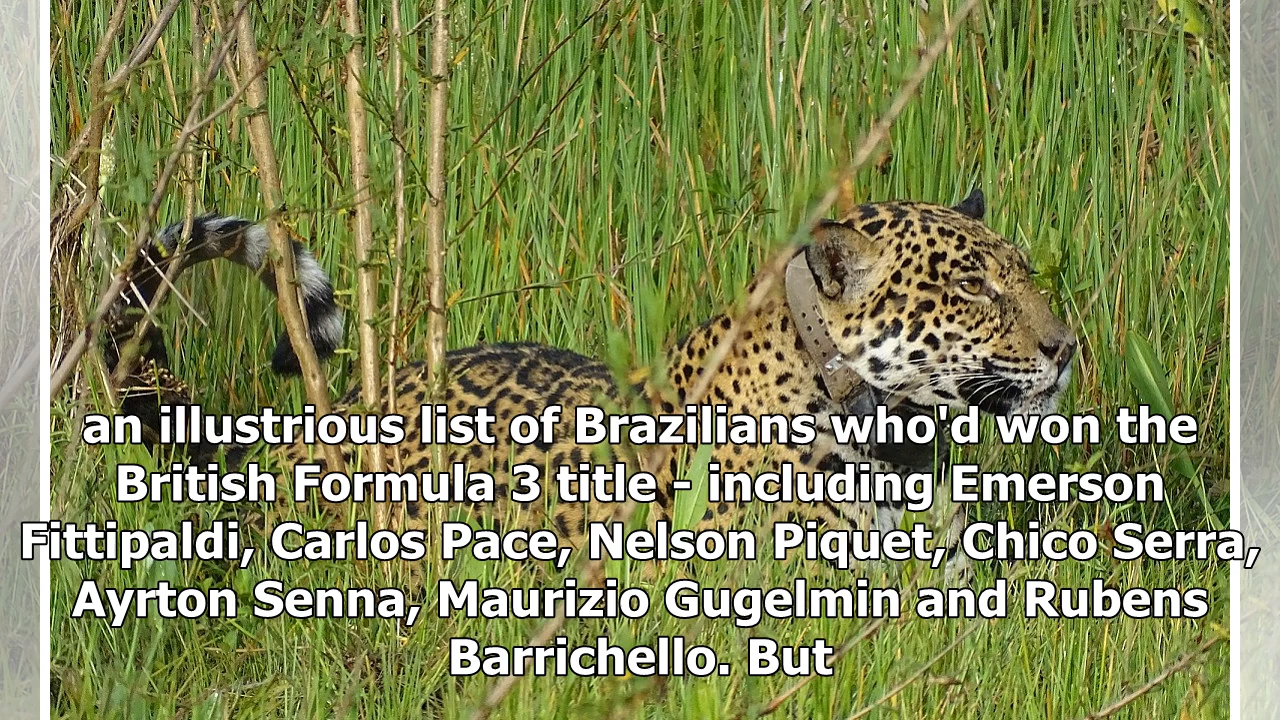 an illustrious list of Brazilians who'd won the
British Formula 3 title - including Emerson
Fittipaldi, Carlos Pace, Nelson Piquet, Chico Serra,
Ayrton Senna, Maurizio Gugelmin and Rubens
Barrichello. But